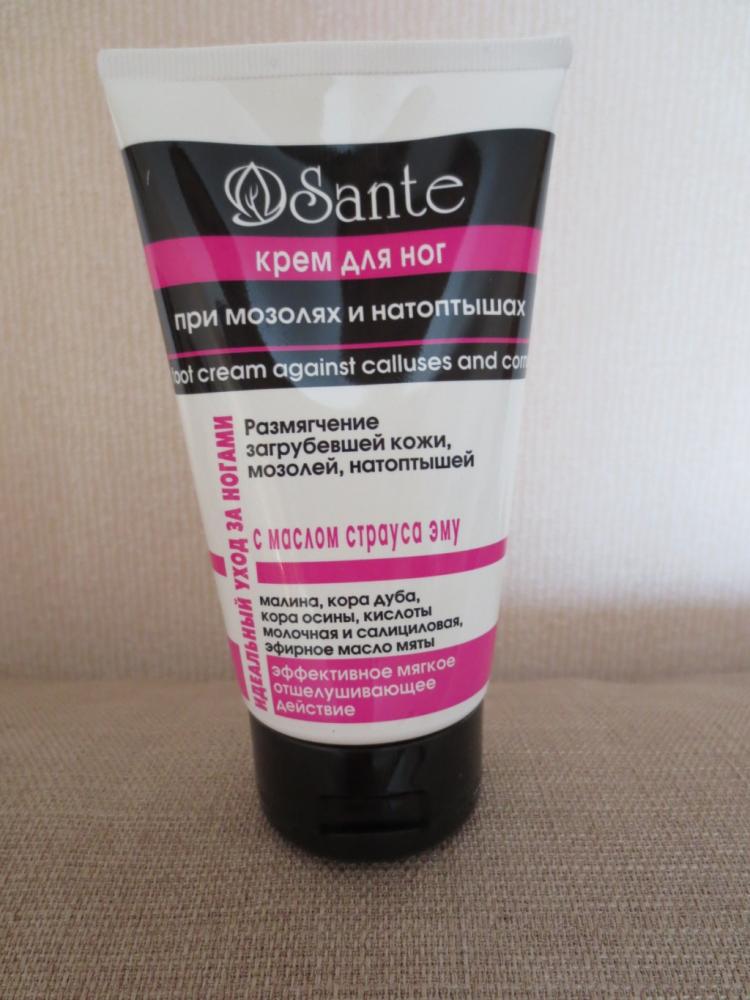 Sante
крем для ног
при мозолях и натоптышах
foot cream against calluses and corn
ИДЕАЛЬНЫЙ УХОД ЗА НОГАМИ
Размягчение
загрубевшей кожи,
мозолей, натоптышей
с маслом страуса эму
малина, кора дуба,
кора осины, кислоты
молочная и салициловая,
эфирное масло мяты
эффективное мягкое
отшелушивающее
действие